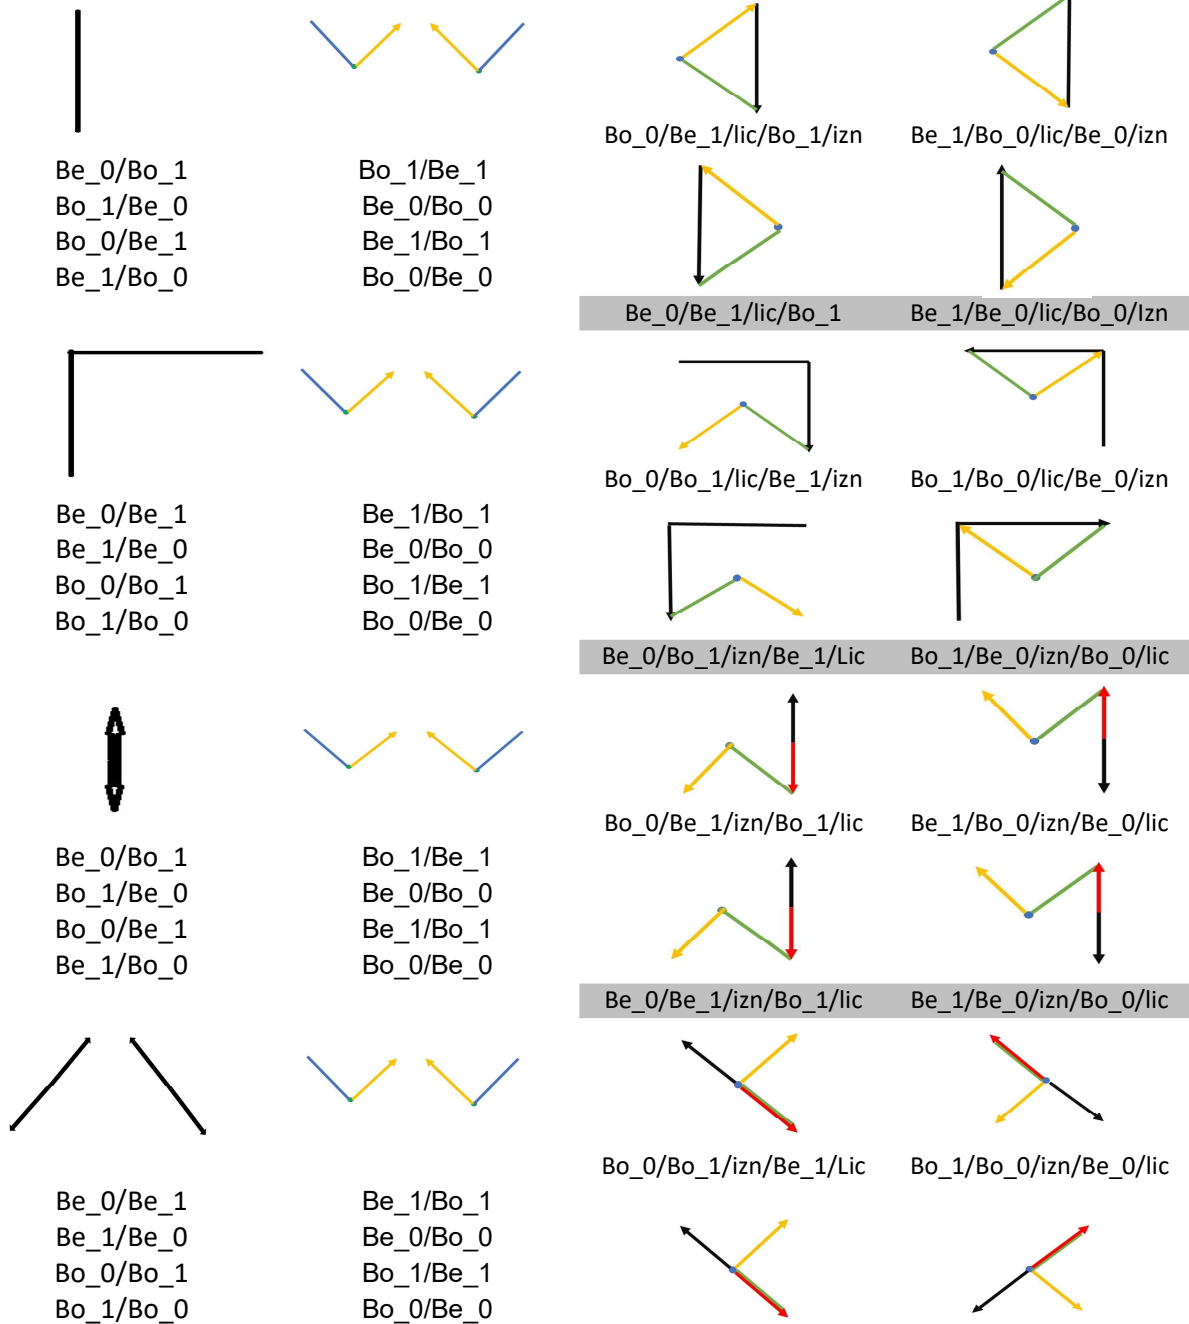 Bo_0/Be_1/lic/Bo_1/izn
Be_1/Bo_0/lic/Be_0/izn
Be_0/Bo_1
Bo_1/Be_0
Bo_0/Be_1
Be_1/Bo_0
Bo_1/Be_1
Be_0/Bo_0
Be_1/Bo_1
Bo_0/Be_0
Be_0/Be_1/lic/Bo_1
Be_1/Be_0/lic/Bo_0/Izn
Bo_0/Bo_1/lic/Be_1/izn
Bo_1/Bo_0/lic/Be_0/izn
Be_0/Be_1
Be_1/Be_0
Bo_0/Bo_1
Bo_1/Bo_0
Be_1/Bo_1
Be_0/Bo_0
Bo_1/Be_1
Bo_0/Be_0
Be_0/Bo_1/izn/Be_1/Lic
Bo_1/Be_0/izn/Bo_0/lic
Bo_0/Be_1/izn/Bo_1/lic
Be_1/Bo_0/izn/Be_0/lic
Be_0/Bo_1
Bo_1/Be_0
Bo_0/Be_1
Be_1/Bo_0
Bo_1/Be_1
Be_0/Bo_0
Be_1/Bo_1
Bo_0/Be_0
Be_0/Be_1/izn/Bo_1/lic
Be_1/Be_0/izn/Bo_0/lic
Bo_0/Bo_1/izn/Be_1/Lic
Bo_1/Bo_0/izn/Be_0/lic
Be_0/Be_1
Be_1/Be_0
Bo_0/Bo_1
Bo_1/Bo_0
Be_1/Bo_1
Be_0/Bo_0
Bo_1/Be_1
Bo_0/Be_0